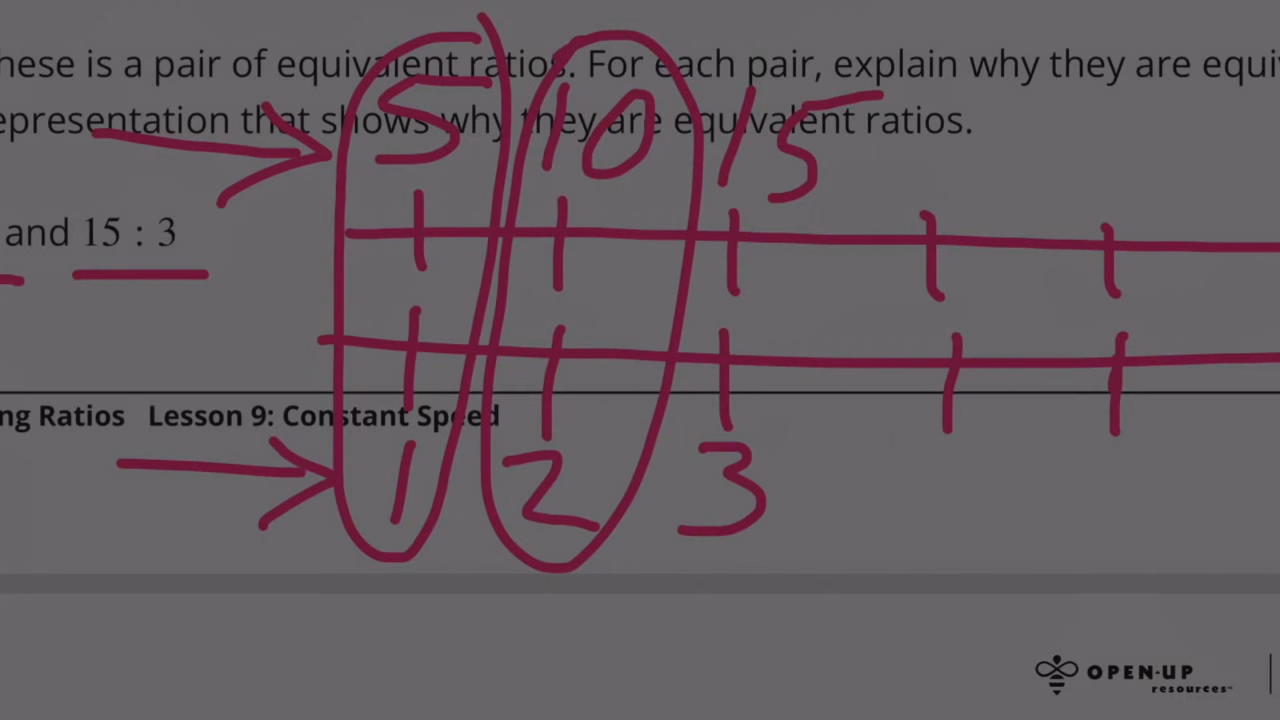 hese is a pair of equivalent ratios. For each pair, explain why they are equi
epresentation that shows why they are equivalent ratios.
5 10 15
and 15 : 3
ng Ratios Lesson 9: Constant Speed
1 2 3
OPEN-UP
resources™